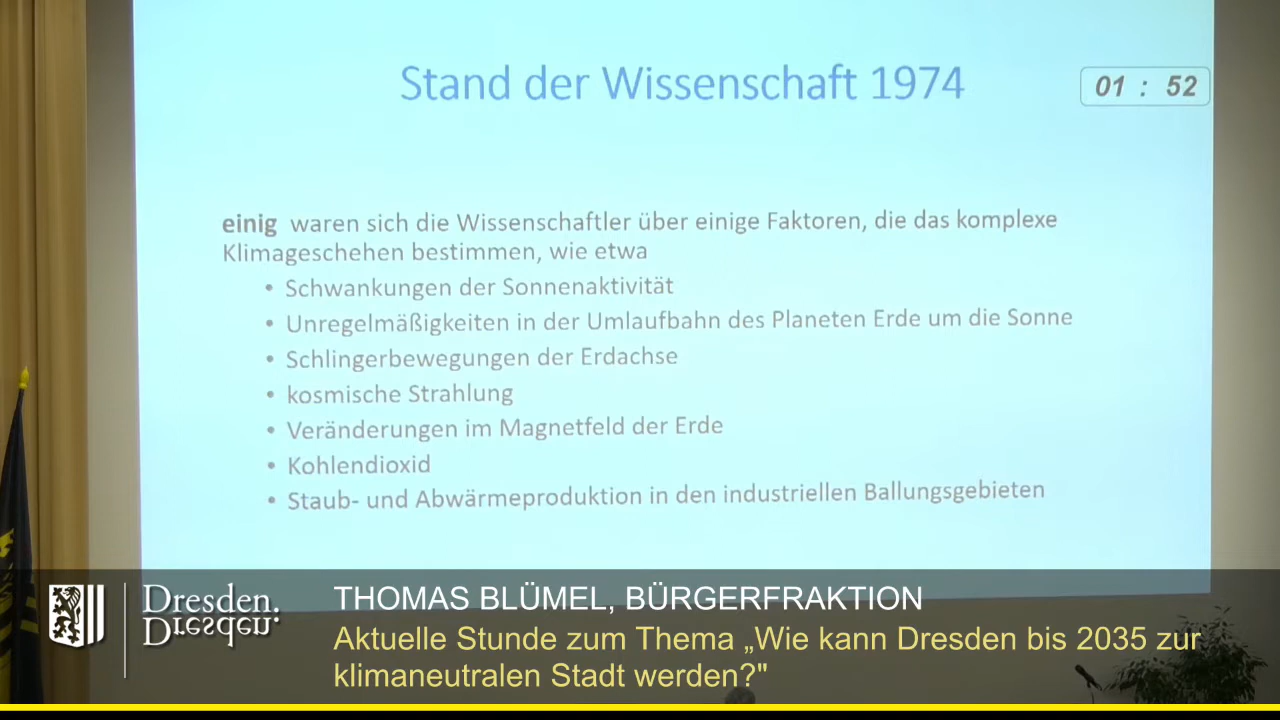 Stand der Wissenschaft 1974
01 : 52
einig waren sich die Wissenschaftler über einige Faktoren, die das komplexe
Klimageschehen bestimmen, wie etwa
• Schwankungen der Sonnenaktivität
• Unregelmäßigkeiten in der Umlaufbahn des Planeten Erde um die Sonne
• Schlingerbewegungen der Erdachse
• kosmische Strahlung
• Veränderungen im Magnetfeld der Erde
• Kohlendioxid
• Staub- und Abwärmeproduktion in den industriellen Ballungsgebieten
Dresden.
Dresden.
THOMAS BLÜMEL, BÜRGERFRAKTION
Aktuelle Stunde zum Thema „Wie kann Dresden bis 2035 zur
klimaneutralen Stadt werden?"